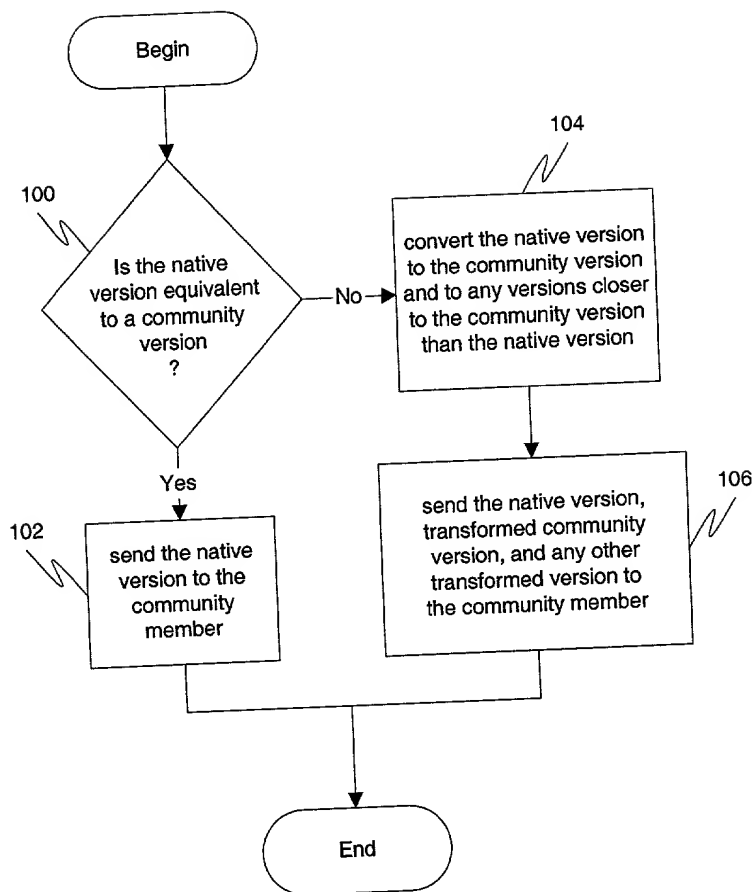 Begin
100
Is the native
version equivalent
to a community
version
?
No
104
convert the native version
to the community version
and to any versions closer
to the community version
than the native version
Yes
102
send the native
version to the
community
member
106
send the native version,
transformed community
version, and any other
transformed version to
the community member
End